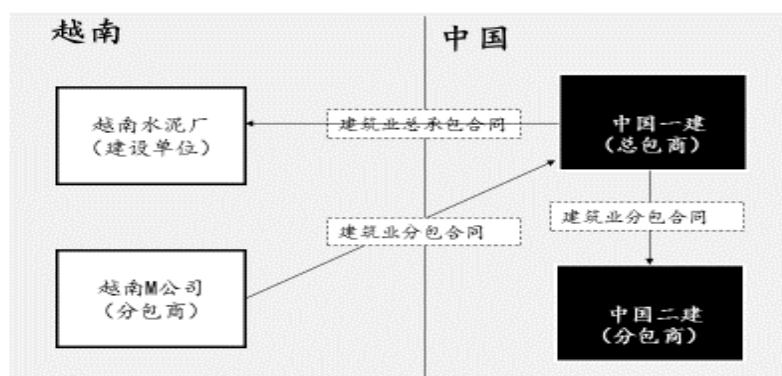 越南
中国
越南水泥厂
（建设单位）
建筑业总承包合同
中国一建
（总包商）
建筑业分包合同
建筑业分包合同
越南M公司
（分包商）
中国二建
（分包商）